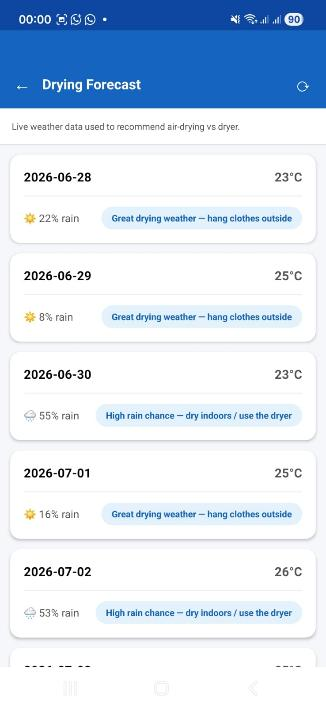 00:00
90
← Drying Forecast
Live weather data used to recommend air-drying vs dryer.
2026-06-28 23°C
22% rain Great drying weather — hang clothes outside
2026-06-29 25°C
8% rain Great drying weather — hang clothes outside
2026-06-30 23°C
55% rain High rain chance — dry indoors / use the dryer
2026-07-01 25°C
16% rain Great drying weather — hang clothes outside
2026-07-02 26°C
53% rain High rain chance — dry indoors / use the dryer